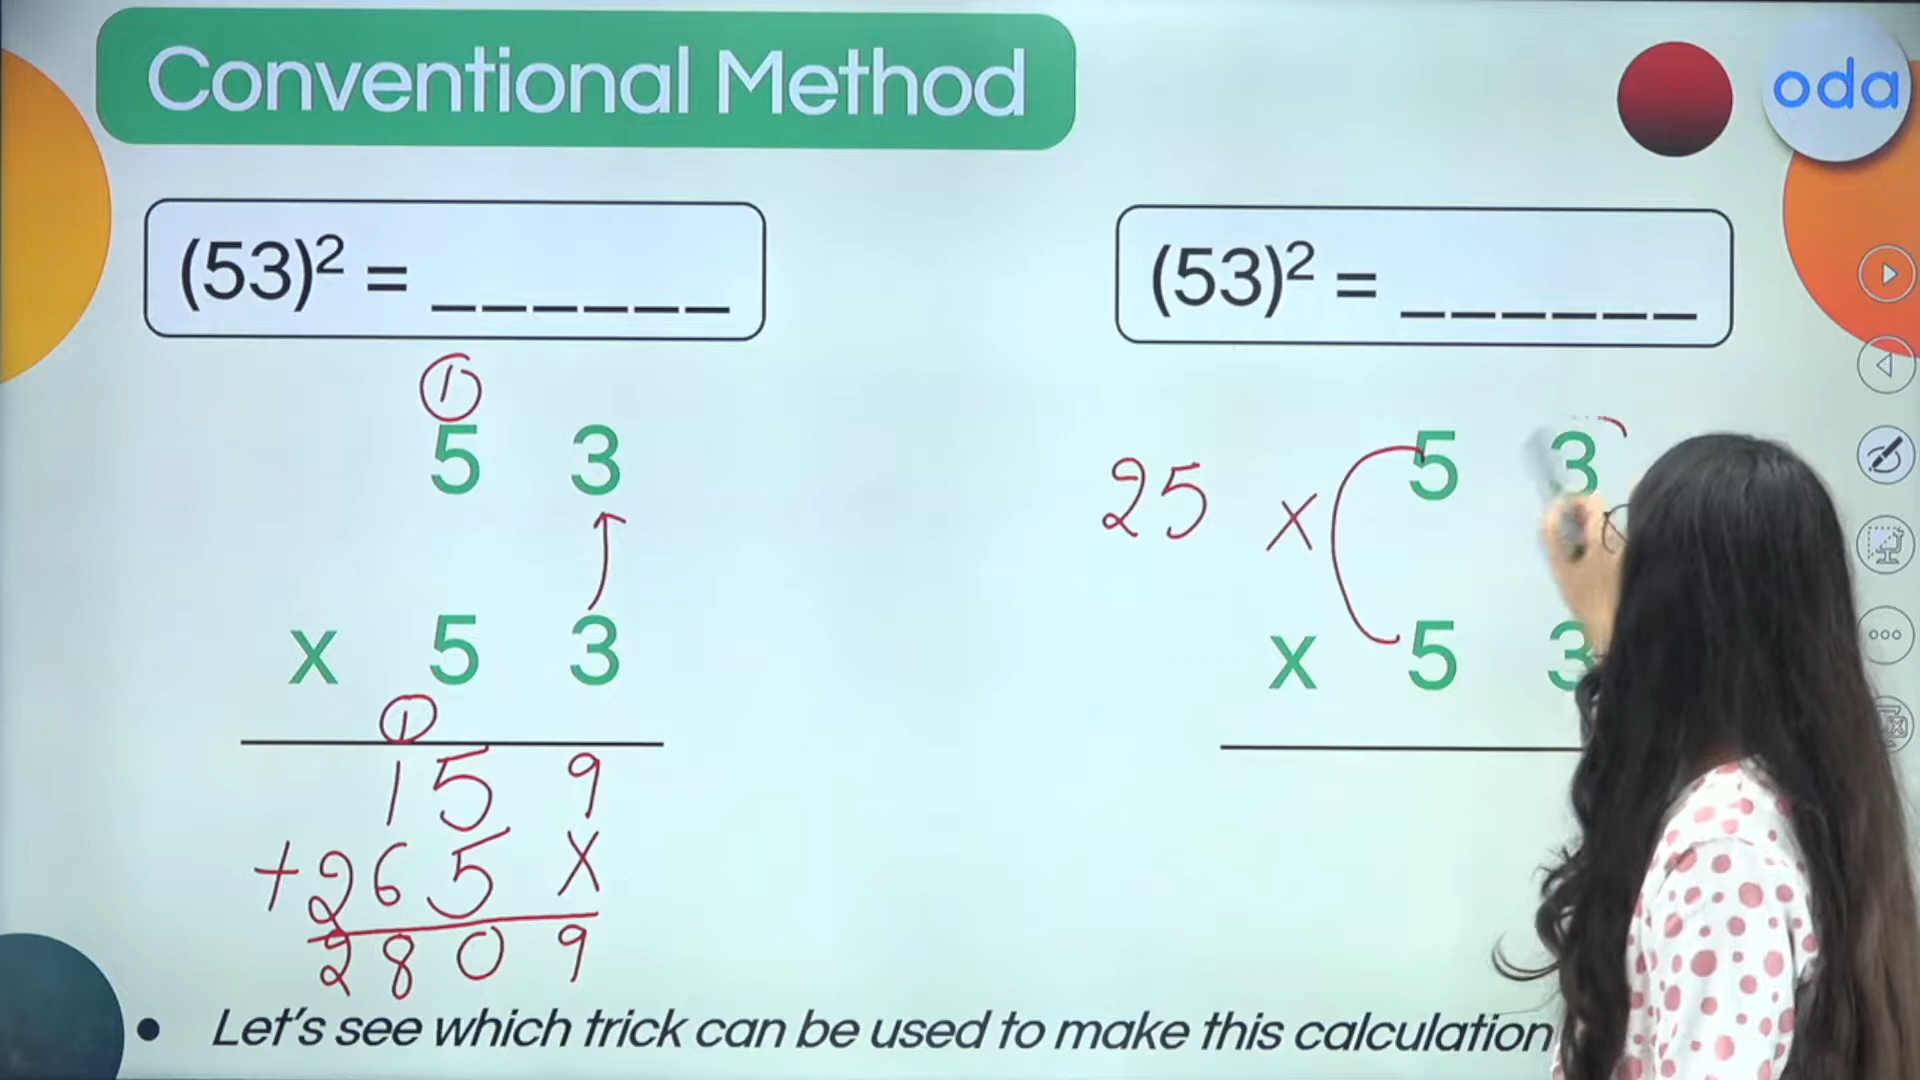 Conventional Method
oda
(53)² = ______
(53)² = ______
1
5 3
x 5 3
1
1 5 9
+ 2 6 5 X
2 8 0 9
25 x
5 3
x 5 3
Let's see which trick can be used to make this calculation